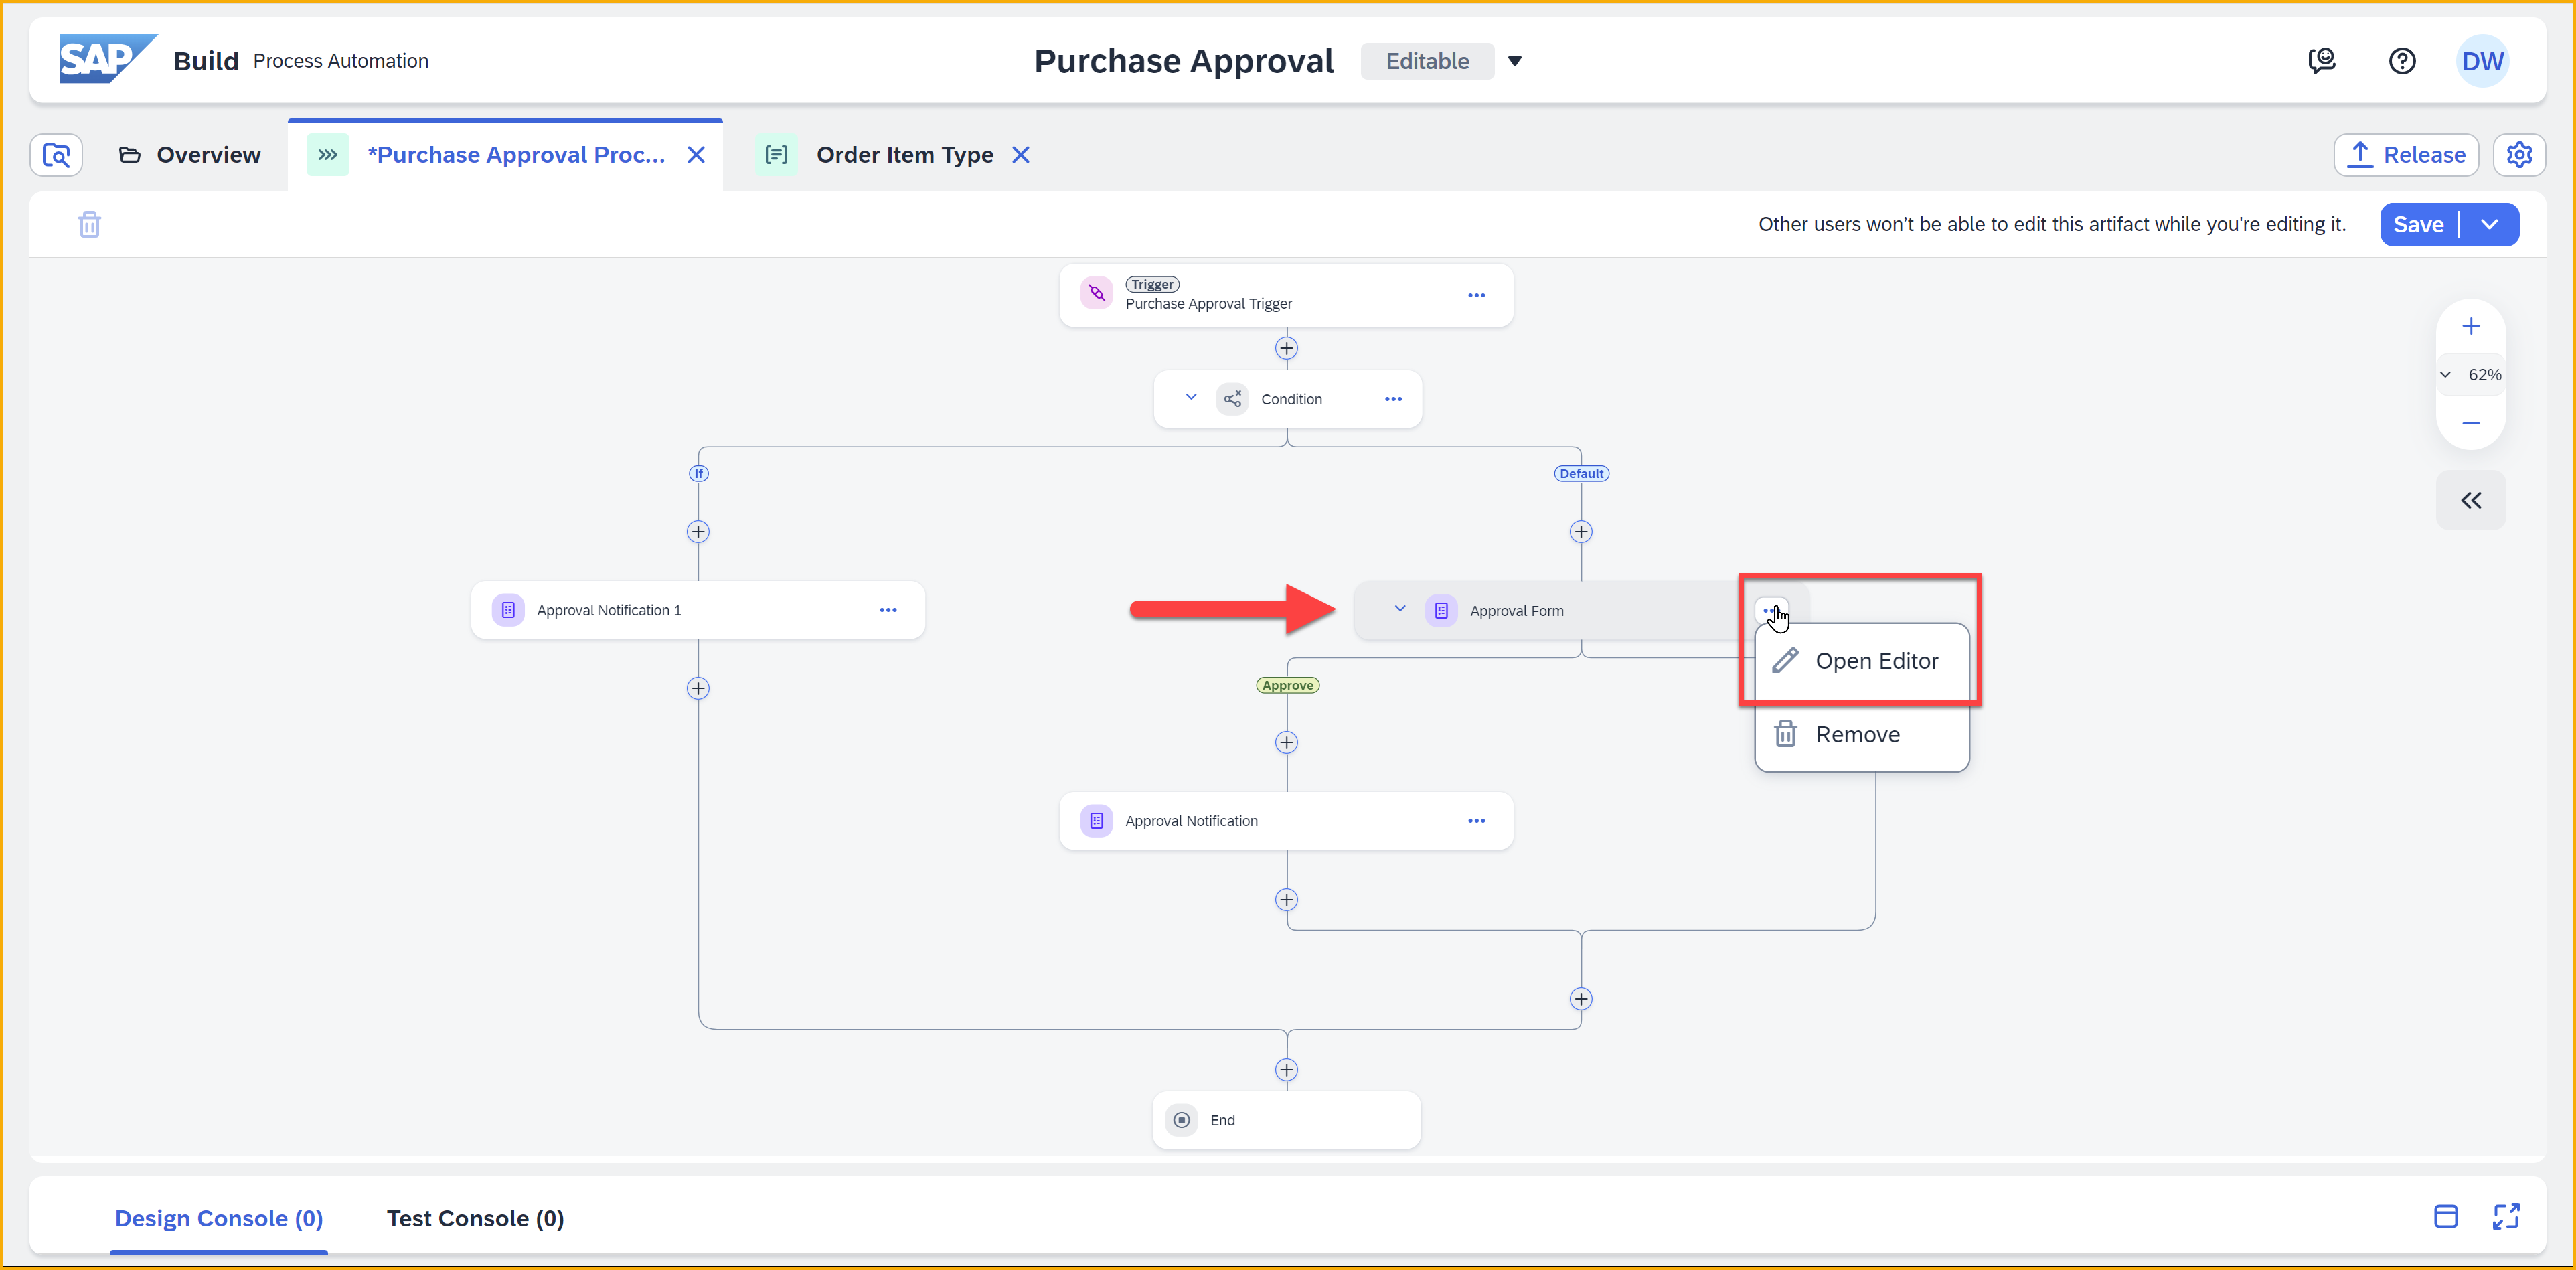 SAP Build Process Automation
Purchase Approval Editable
DW
Overview
*Purchase Approval Proc...
Order Item Type
Release
Other users won't be able to edit this artifact while you're editing it.
Save
Trigger
Purchase Approval Trigger
62%
Condition
If
Default
Approval Notification 1
Approval Form
Open Editor
Approve
Remove
Approval Notification
End
Design Console (0)
Test Console (0)